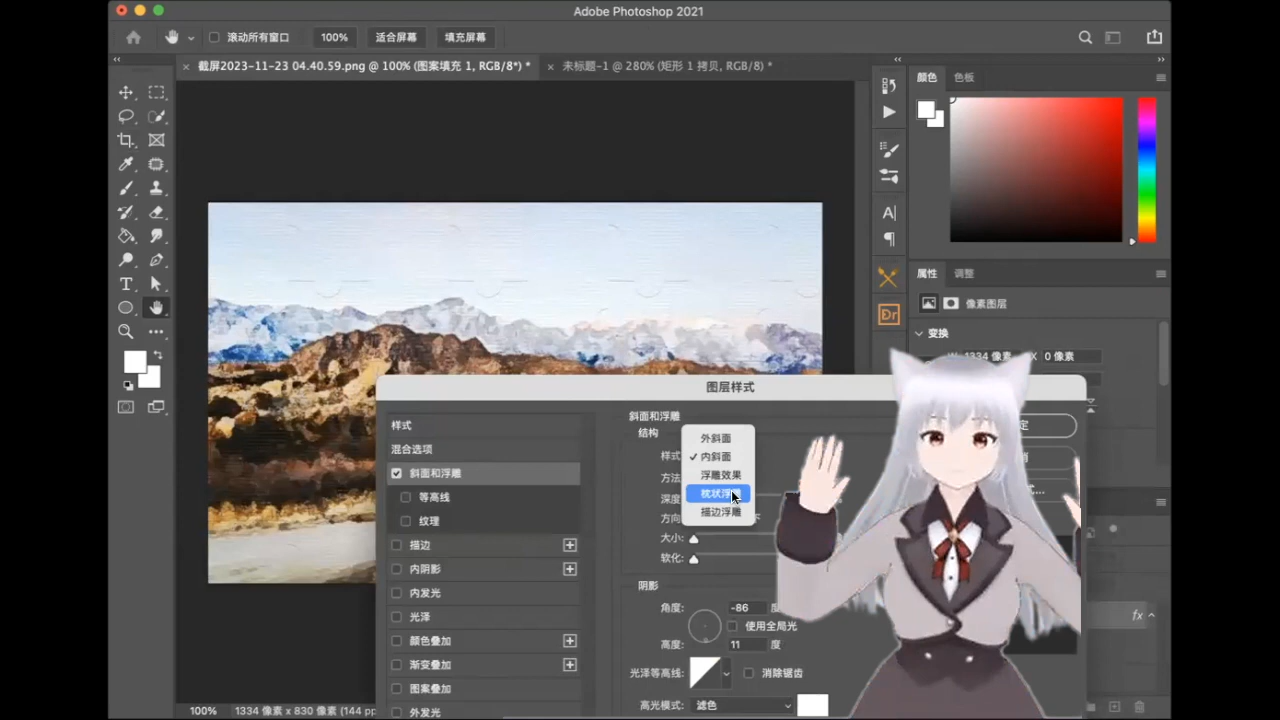 Adobe Photoshop 2021
滚动所有窗口 100% 适合屏幕 填充屏幕
截屏2023-11-23 04.40.59.png @ 100% (图案填充 1, RGB/8*) *
未标题-1 @ 280% (矩形 1 拷贝, RGB/8) *
颜色 色板
属性 调整
像素图层
变换
1334 像素 X 0 像素
图层样式
样式
混合选项
斜面和浮雕
等高线
纹理
描边
内阴影
内发光
光泽
颜色叠加
渐变叠加
图案叠加
外发光
斜面和浮雕
结构
样式
外斜面
内斜面
浮雕效果
枕状浮雕
描边浮雕
方法
深度
方向
下
大小:
软化:
阴影
角度: -86 度
使用全局光
高度: 11 度
光泽等高线: 消除锯齿
高光模式: 滤色
定
fx
100% 1334 像素 x 830 像素 (144 pp